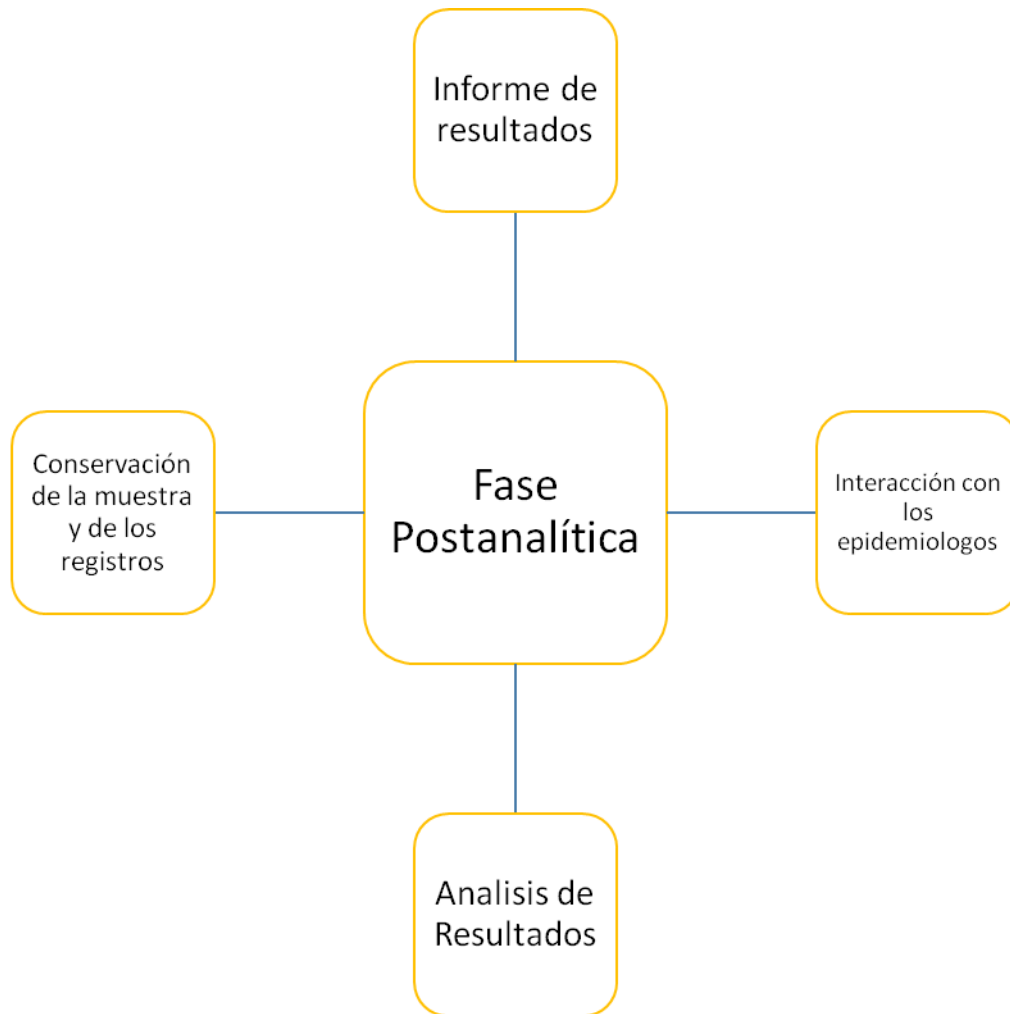 Informe de
resultados
Conservación
de la muestra
y de los
registros
Fase
Postanalítica
Interacción con
los
epidemiologos
Analisis de
Resultados